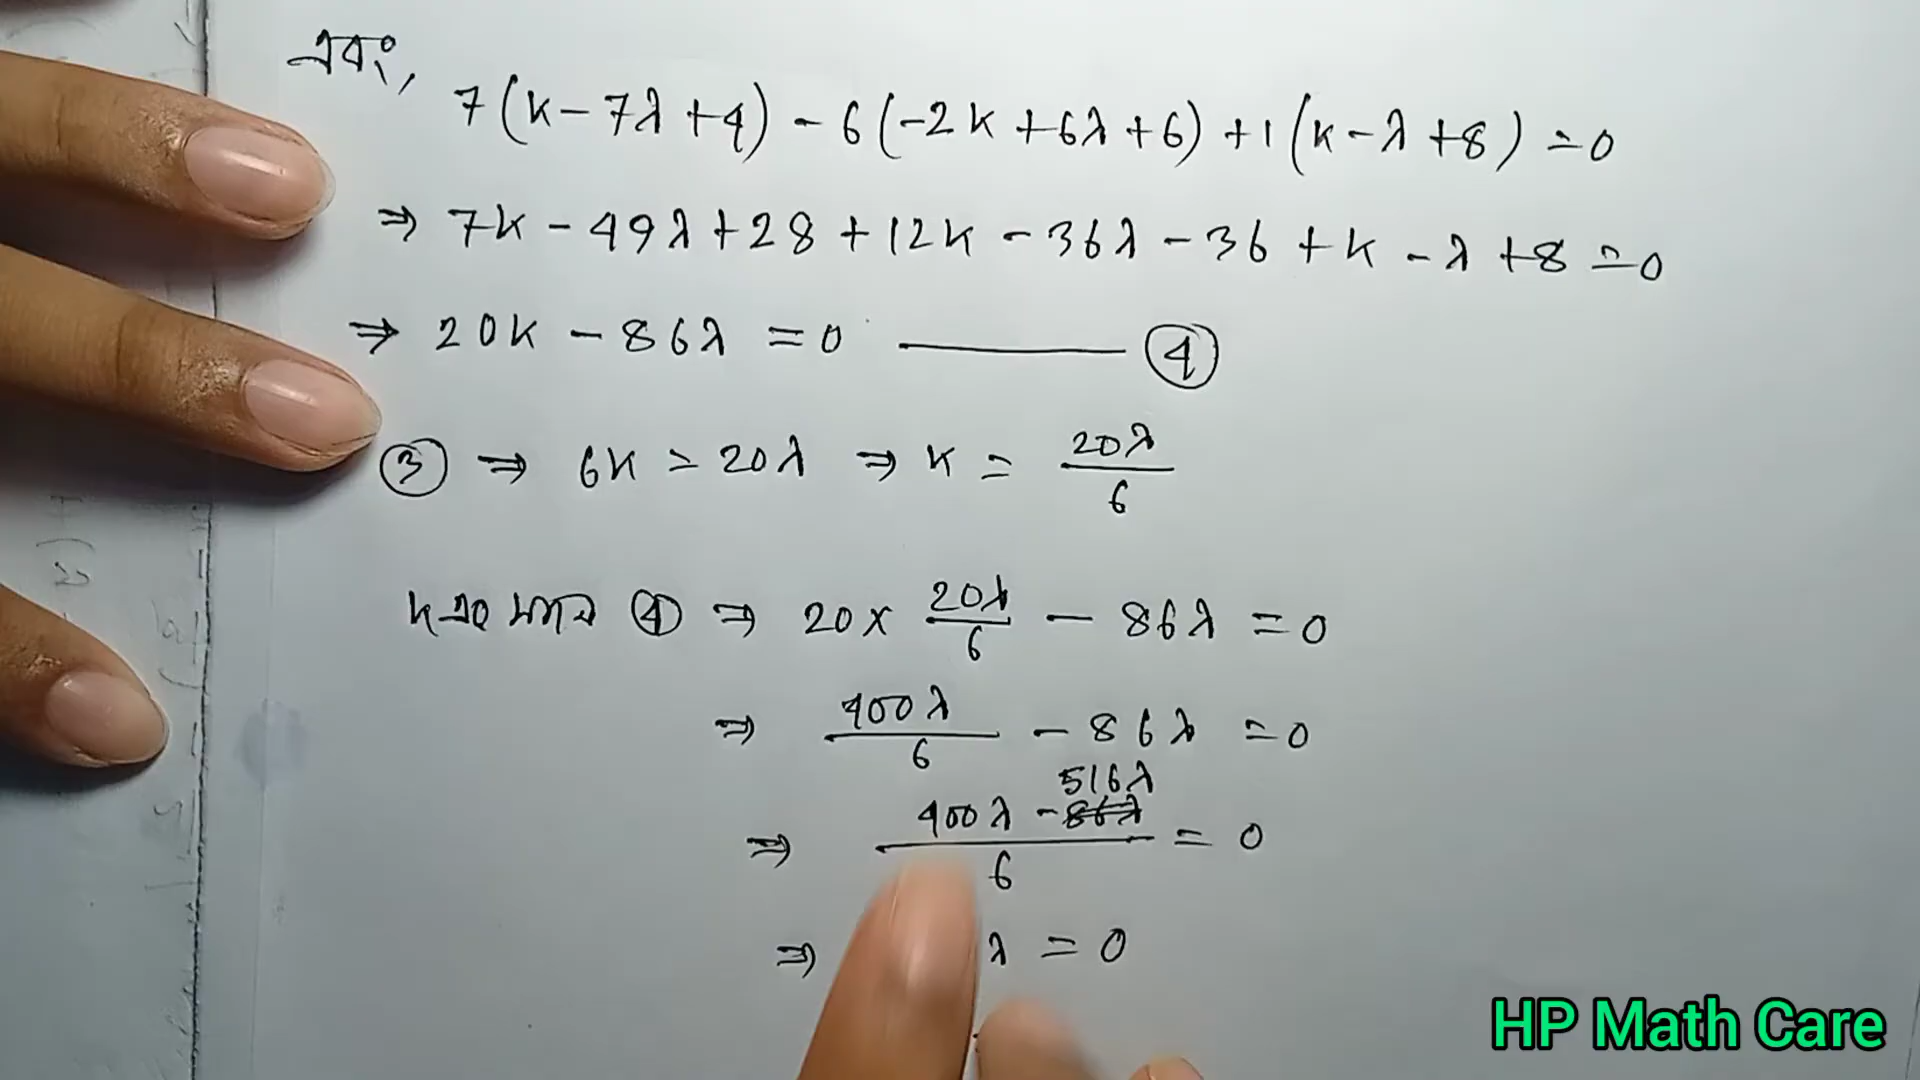 এবং,
7(k-7λ+4) - 6(-2k+6λ+6) +1(k-λ+8) = 0
⇒ 7k - 49λ + 28 + 12k - 36λ - 36 + k - λ + 8 = 0
⇒ 20k - 86λ = 0 ——— ④
③ ⇒ 6k = 20λ ⇒ k = 20λ/6
k এর মান ④ ⇒ 20 x 20λ/6 - 86λ = 0
⇒ 400λ/6 - 86λ = 0
516λ
⇒ 400λ - 86λ/6 = 0
⇒ λ = 0
HP Math Care